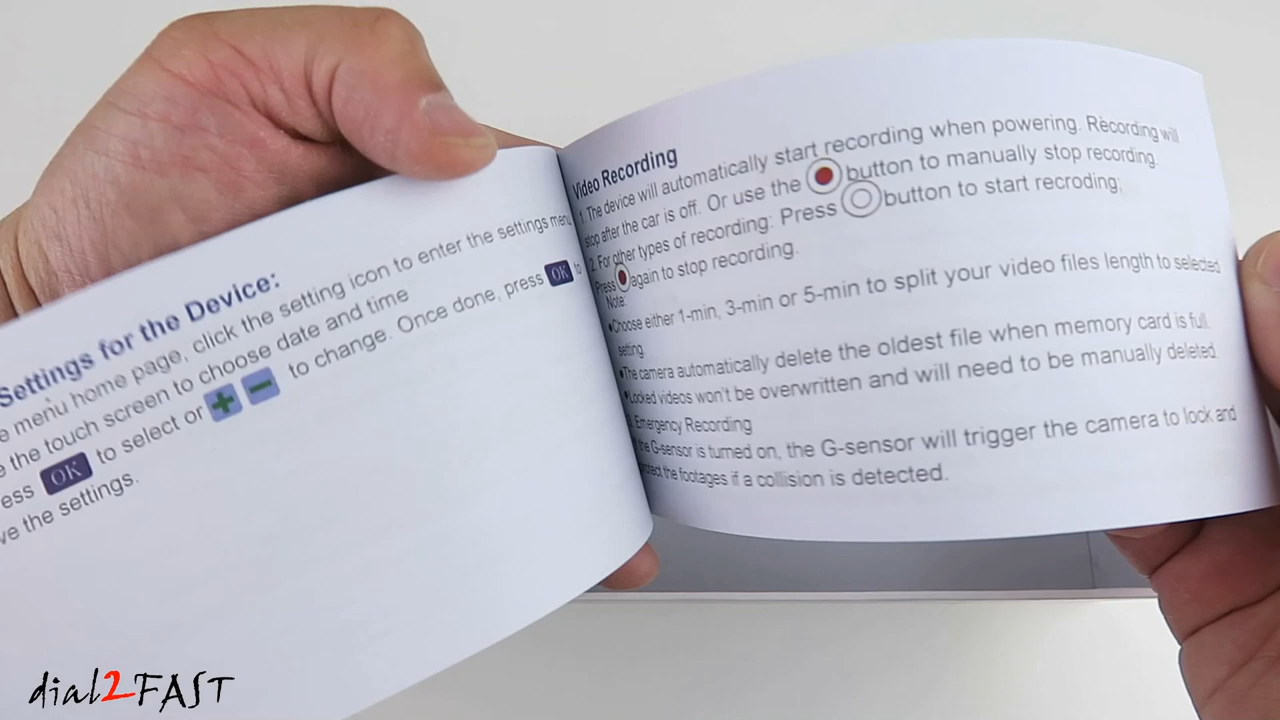 Settings for the Device:
menu home page, click the setting icon to enter the settings menu
the touch screen to choose date and time
OK to select or + − to change. Once done, press OK to
the settings.
Video Recording
1. The device will automatically start recording when powering. Recording will
stop after the car is off. Or use the button to manually stop recording.
2. For other types of recording: Press button to start recroding;
Press again to stop recording.
Note:
•Choose either 1-min, 3-min or 5-min to split your video files length to selected
setting.
•The camera automatically delete the oldest file when memory card is full.
•Locked videos won't be overwritten and will need to be manually deleted.
Emergency Recording
the G-sensor is turned on, the G-sensor will trigger the camera to lock and
protect the footages if a collision is detected.
dial2FAST